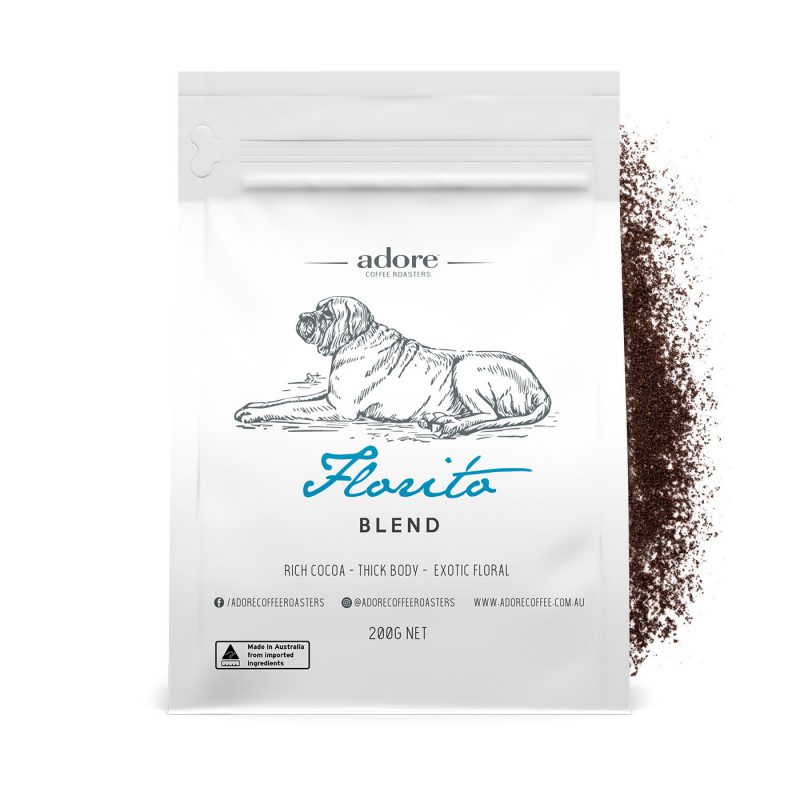 adore
COFFEE ROASTERS
Florito
BLEND
RICH COCOA - THICK BODY - EXOTIC FLORAL
/ADORECOFFEEROASTERS @ADORECOFFEEROASTERS WWW.ADORECOFFEE.COM.AU
200G NET
Made in Australia
from imported
ingredients